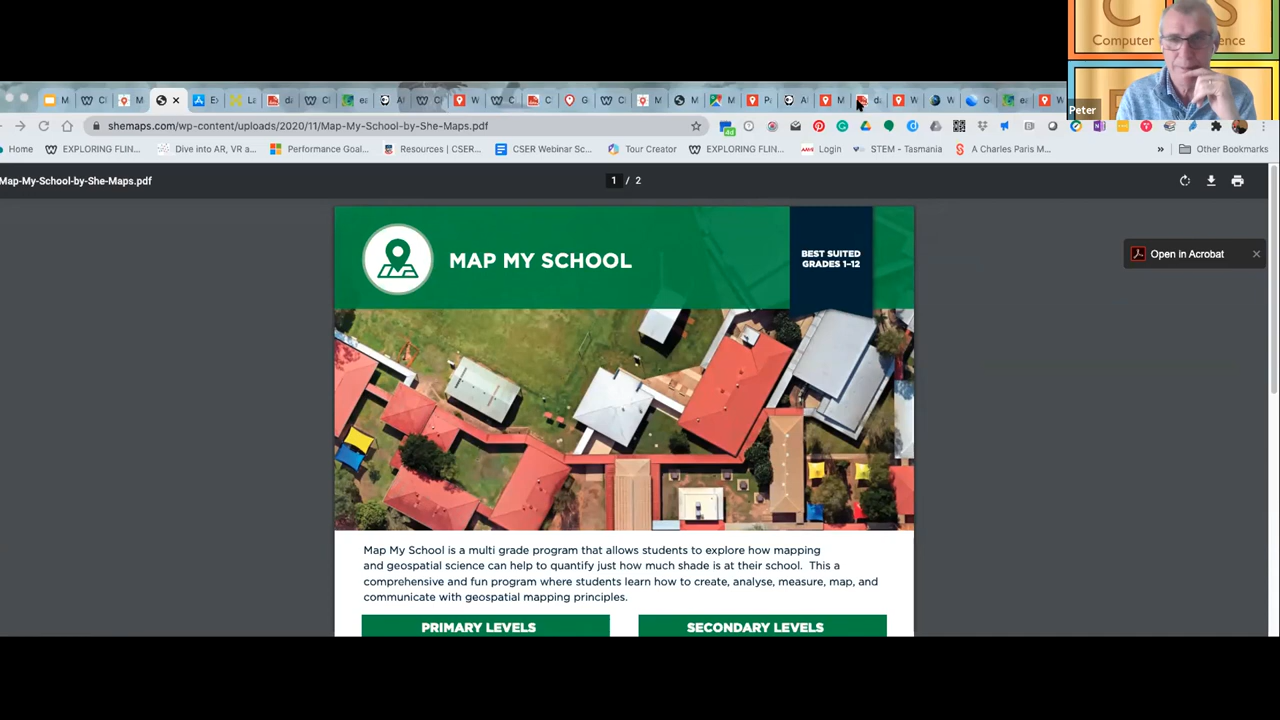 C S
Computer ence
Peter
shemaps.com/wp-content/uploads/2020/11/Map-My-School-by-She-Maps.pdf
Home EXPLORING FLIN... Dive into AR, VR a... Performance Goal... Resources | CSER... CSER Webinar Sc... Tour Creator EXPLORING FLIN... Login STEM - Tasmania A Charles Paris M... » Other Bookmarks
Map-My-School-by-She-Maps.pdf
1 / 2
Open in Acrobat
MAP MY SCHOOL
BEST SUITED
GRADES 1-12
Map My School is a multi grade program that allows students to explore how mapping
and geospatial science can help to quantify just how much shade is at their school. This a
comprehensive and fun program where students learn how to create, analyse, measure, map, and
communicate with geospatial mapping principles.
PRIMARY LEVELS
SECONDARY LEVELS